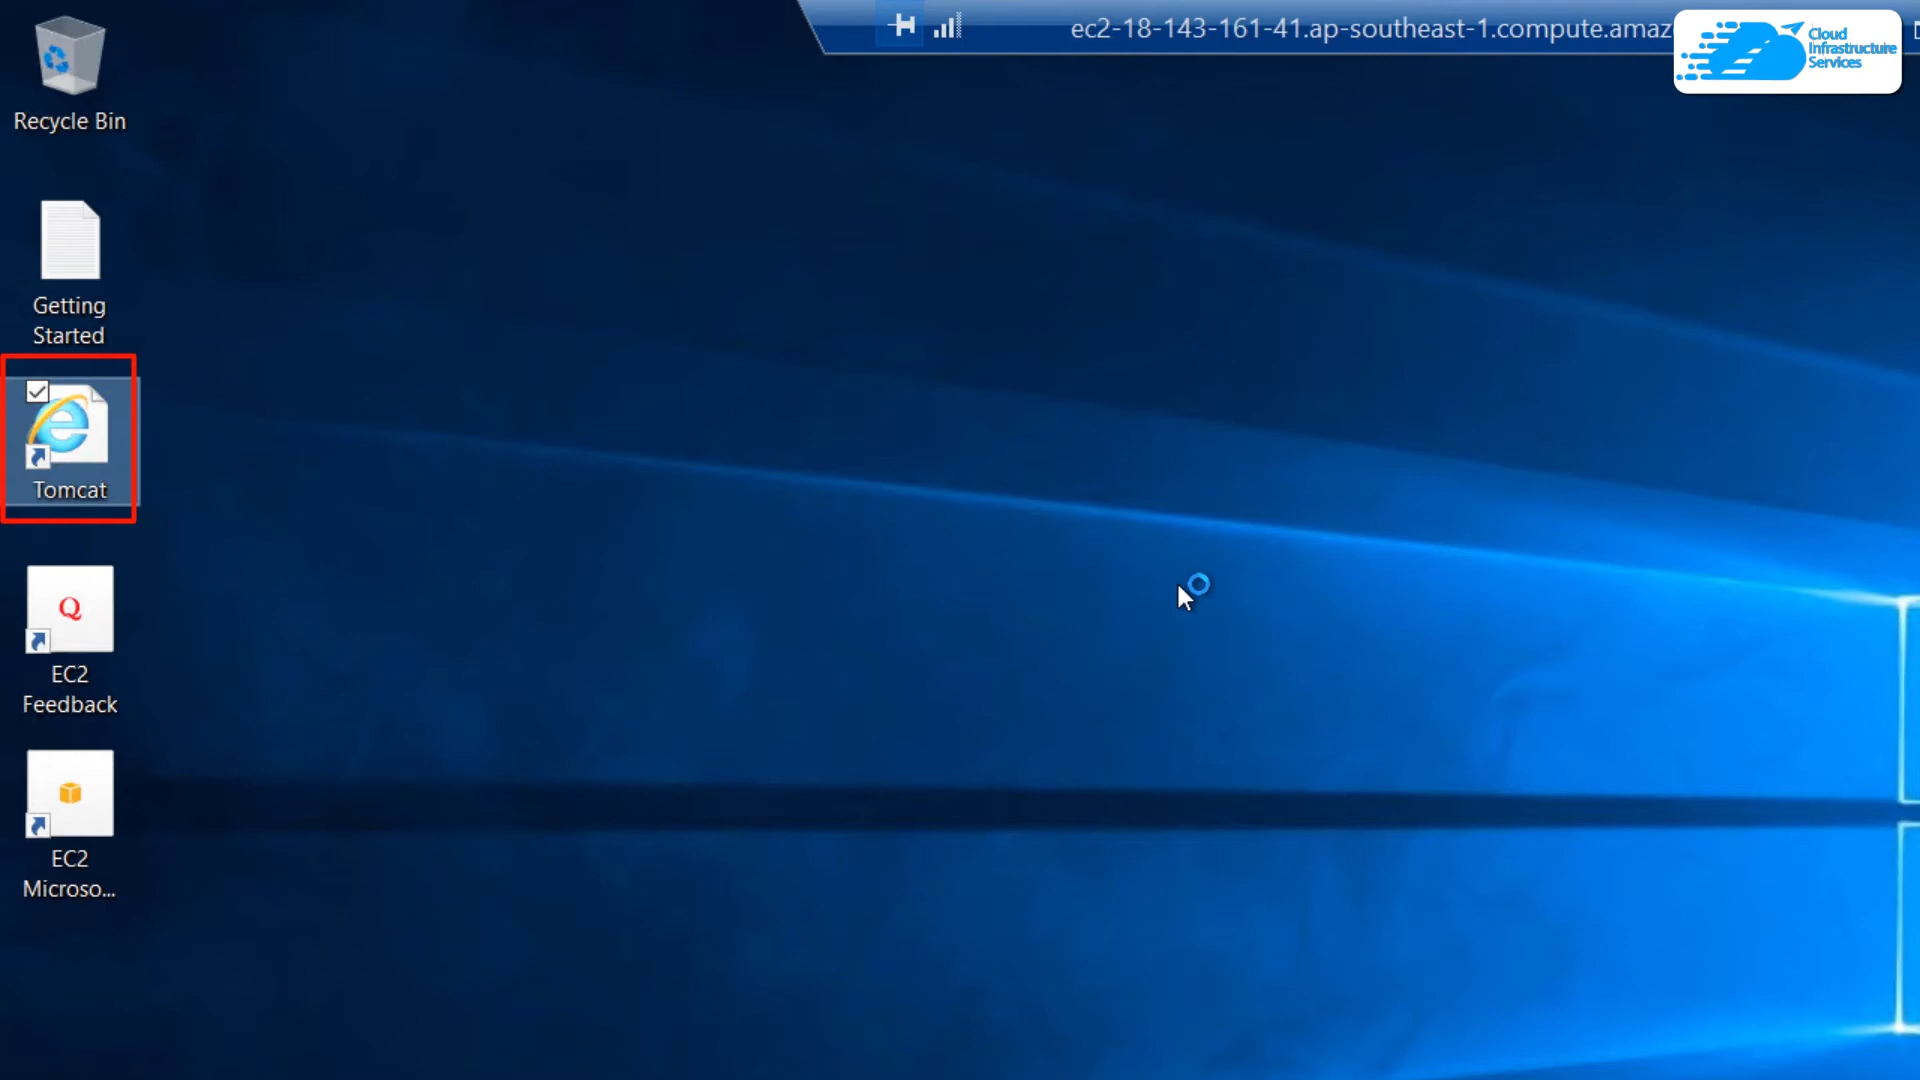 Recycle Bin
ec2-18-143-161-41.ap-southeast-1.compute.amaz
Cloud
Infrastructure
Services
Getting
Started
Tomcat
Q
EC2
Feedback
EC2
Microso...